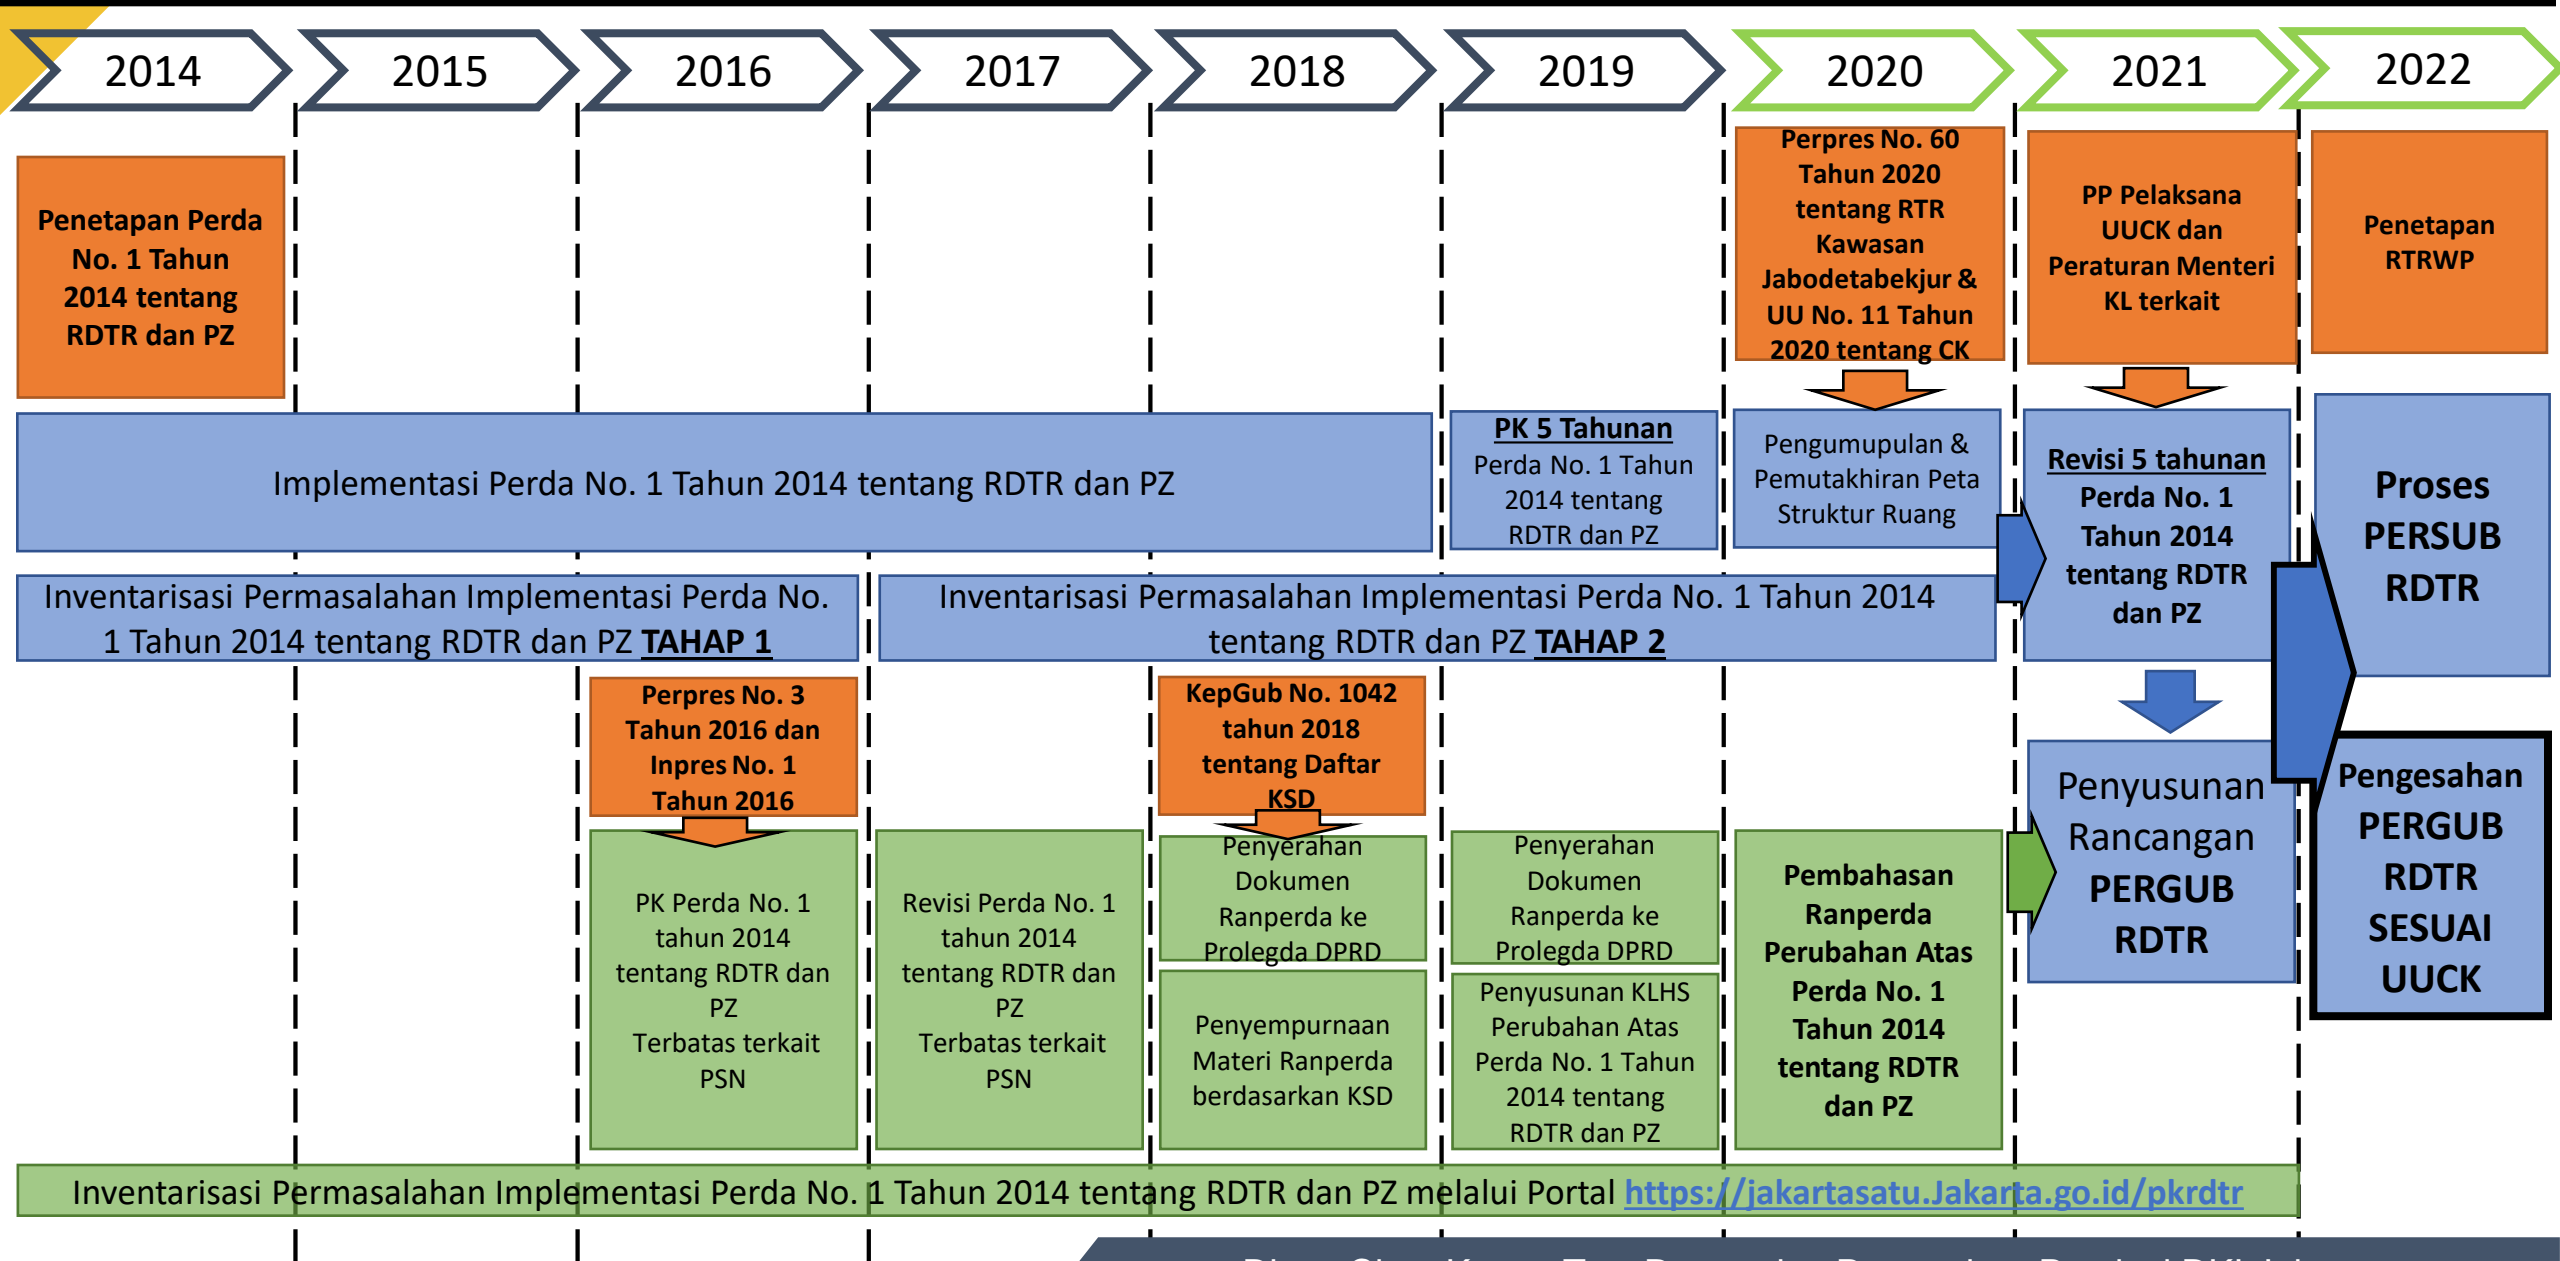 2014
2015
2016
2017
2018
2019
2020
2021
2022
Penetapan Perda
No. 1 Tahun
2014 tentang
RDTR dan PZ
Perpres No. 60
Tahun 2020
tentang RTR
Kawasan
Jabodetabekjur &
UU No. 11 Tahun
2020 tentang CK
PP Pelaksana
UUCK dan
Peraturan Menteri
KL terkait
Penetapan
RTRWP
Implementasi Perda No. 1 Tahun 2014 tentang RDTR dan PZ
PK 5 Tahunan
Perda No. 1 Tahun
2014 tentang
RDTR dan PZ
Pengumupulan &
Pemutakhiran Peta
Struktur Ruang
Revisi 5 tahunan
Perda No. 1
Tahun 2014
tentang RDTR
dan PZ
Proses
PERSUB
RDTR
Inventarisasi Permasalahan Implementasi Perda No.
1 Tahun 2014 tentang RDTR dan PZ TAHAP 1
Inventarisasi Permasalahan Implementasi Perda No. 1 Tahun 2014
tentang RDTR dan PZ TAHAP 2
Perpres No. 3
Tahun 2016 dan
Inpres No. 1
Tahun 2016
KepGub No. 1042
tahun 2018
tentang Daftar
KSD
PK Perda No. 1
tahun 2014
tentang RDTR dan
PZ
Terbatas terkait
PSN
Revisi Perda No. 1
tahun 2014
tentang RDTR dan
PZ
Terbatas terkait
PSN
Penyerahan
Dokumen
Ranperda ke
Prolegda DPRD
Penyempurnaan
Materi Ranperda
berdasarkan KSD
Penyerahan
Dokumen
Ranperda ke
Prolegda DPRD
Penyusunan KLHS
Perubahan Atas
Perda No. 1 Tahun
2014 tentang
RDTR dan PZ
Pembahasan
Ranperda
Perubahan Atas
Perda No. 1
Tahun 2014
tentang RDTR
dan PZ
Penyusunan
Rancangan
PERGUB
RDTR
Pengesahan
PERGUB
RDTR
SESUAI
UUCK
Inventarisasi Permasalahan Implementasi Perda No. 1 Tahun 2014 tentang RDTR dan PZ melalui Portal https://jakartasatu.Jakarta.go.id/pkrdtr